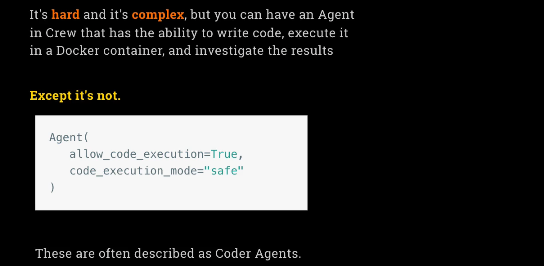 It's hard and it's complex, but you can have an Agent
in Crew that has the ability to write code, execute it
in a Docker container, and investigate the results
Except it's not.
Agent(
    allow_code_execution=True,
    code_execution_mode="safe"
)
These are often described as Coder Agents.